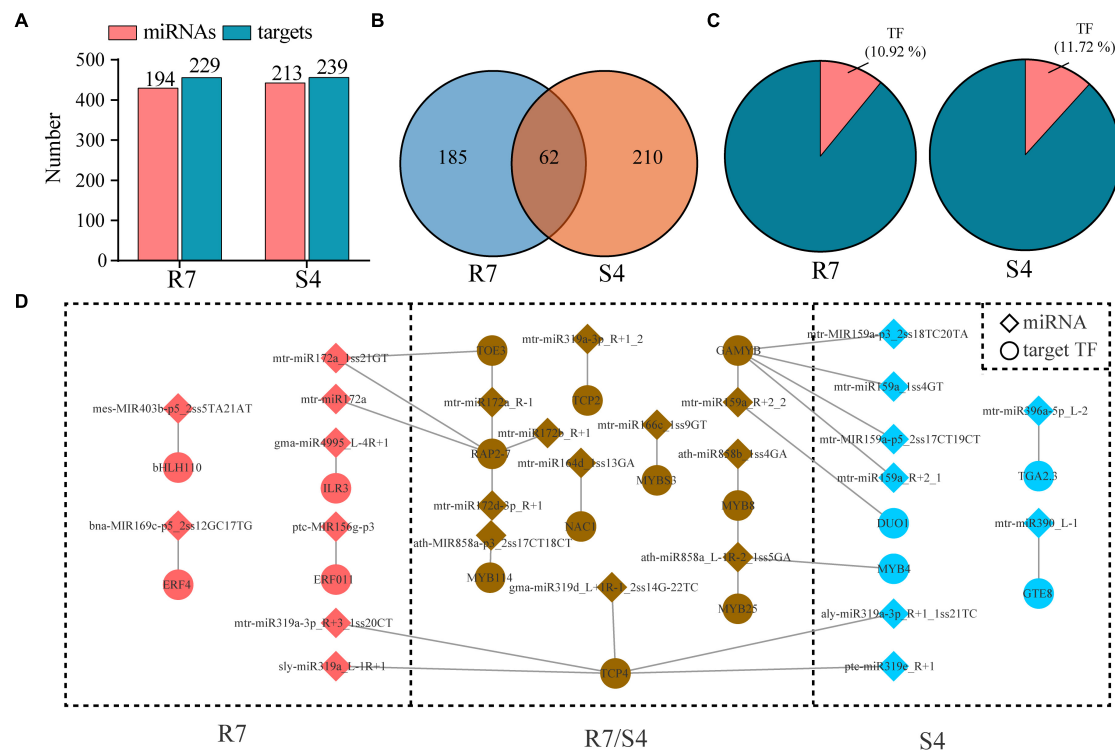 A
miRNAs
targets
Number
500
400
300
200
100
0
194
229
213
239
R7
S4
B
185
62
210
R7
S4
C
TF
(10.92 %)
TF
(11.72 %)
R7
S4
D
miRNA
target TF
mtr-miR172a_1ss21GT
mes-MIR403b-p5_2ss5TA21AT
mtr-miR172a
gma-miR4995_L-4R+1
bHLH110
ILR3
bna-MIR169c-p5_2ss12GC17TG
ptc-MIR156g-p3
ERF4
ERF011
mtr-miR319a-3p_R+3_1ss20CT
sly-miR319a_L-1R+1
R7
TOE3
mtr-miR319a-3p_R+1_2
GAMYB
mtr-miR172a_R-1
TCP2
mtr-miR159a_R+2_2
mtr-miR172b_R+1
mtr-miR166e_1ss9GT
RAP2-7
mtr-miR164d_1ss13GA
ath-miR858b_1ss4GA
MYBS3
mtr-miR172d-3p_R+1
MYB8
NAC1
ath-MIR858a-p3_2ss17CT18CT
ath-miR858a_L-1R-2_1ss5GA
MYB114
gma-miR319d_L+1R-1_2ss14G-22TC
MYB25
TCP4
R7/S4
mtr-MIR159a-p3_2ss18TC20TA
mtr-miR159a_1ss4GT
mtr-miR396a-5p_L-2
mtr-MIR159a-p5_2ss17CT19CT
mtr-miR159a_R+2_1
TGA2.3
DUO1
mtr-miR390_L-1
MYB4
GTE8
aly-miR319a-3p_R+1_1ss21TC
ptc-miR319e_R+1
S4